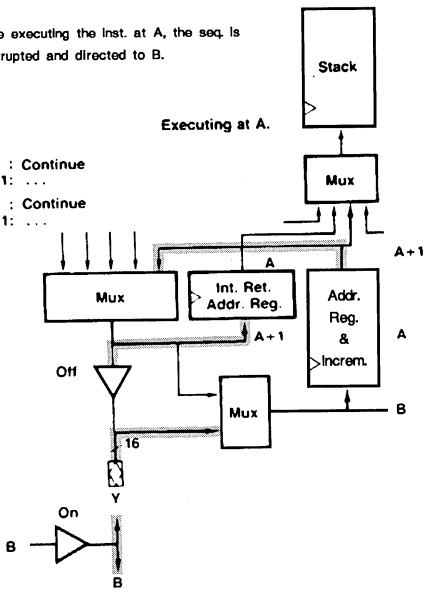 executing the Inst. at A, the seq. is
and directed to B.
Stack
Executing at A.
: Continue
1: ...
: Continue
1: ...
Mux
A+1
A
Mux
Int. Ret.
Addr. Reg.
Addr.
Reg.
&
Increm.
A
A+1
Off
Mux
B
16
Y
On
B
B